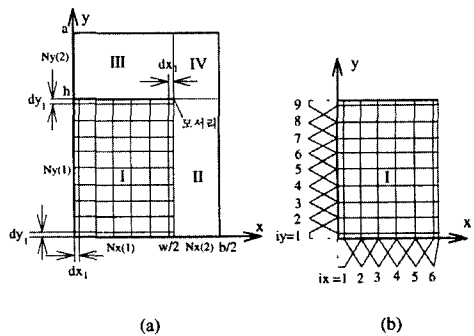 a
y
Ny(2)
III
dx1
IV
h
dy1
모서리
Ny(1)
I
II
dy1
x
dx1
Nx(1)
w/2
Nx(2)
b/2
(a)
y
9
8
7
6
5
4
3
2
iy=1
I
x
ix =1 2 3 4 5 6
(b)